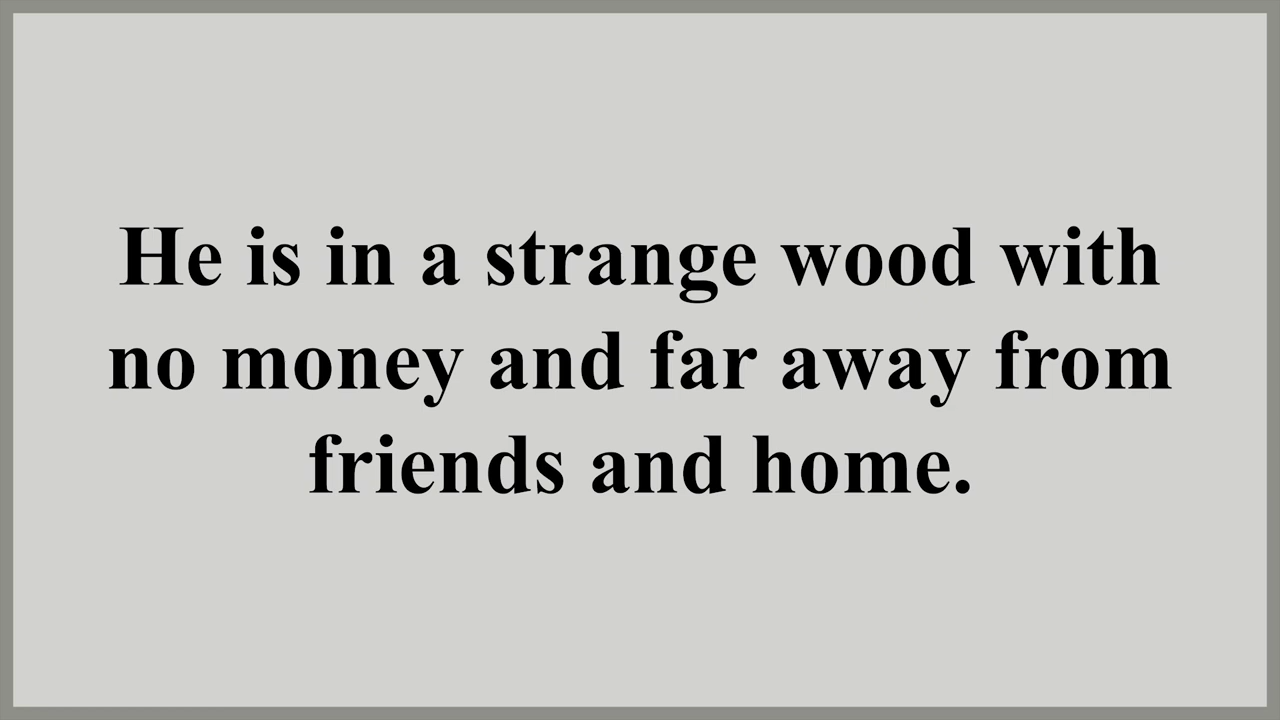 He is in a strange wood with
no money and far away from
friends and home.